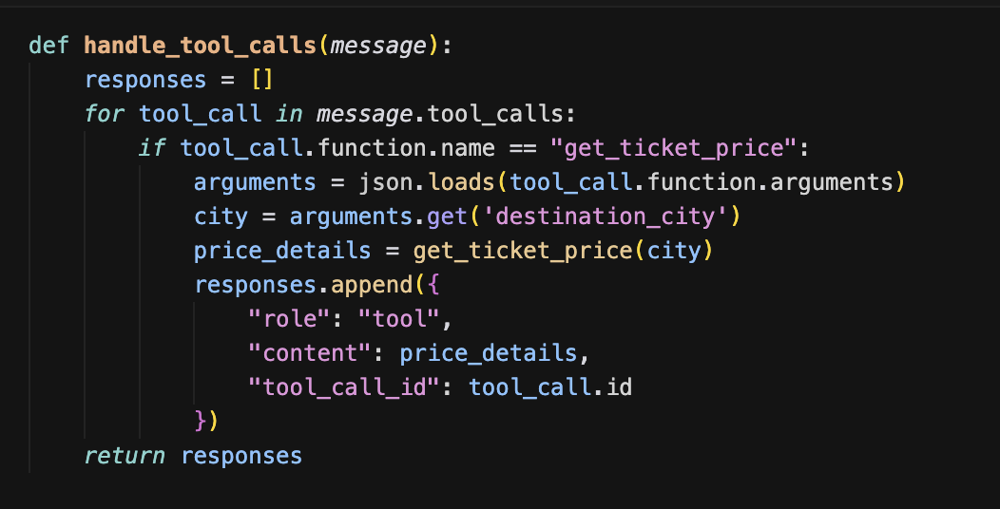 def handle_tool_calls(message):
    responses = []
    for tool_call in message.tool_calls:
        if tool_call.function.name == "get_ticket_price":
            arguments = json.loads(tool_call.function.arguments)
            city = arguments.get('destination_city')
            price_details = get_ticket_price(city)
            responses.append({
                "role": "tool",
                "content": price_details,
                "tool_call_id": tool_call.id
            })
    return responses